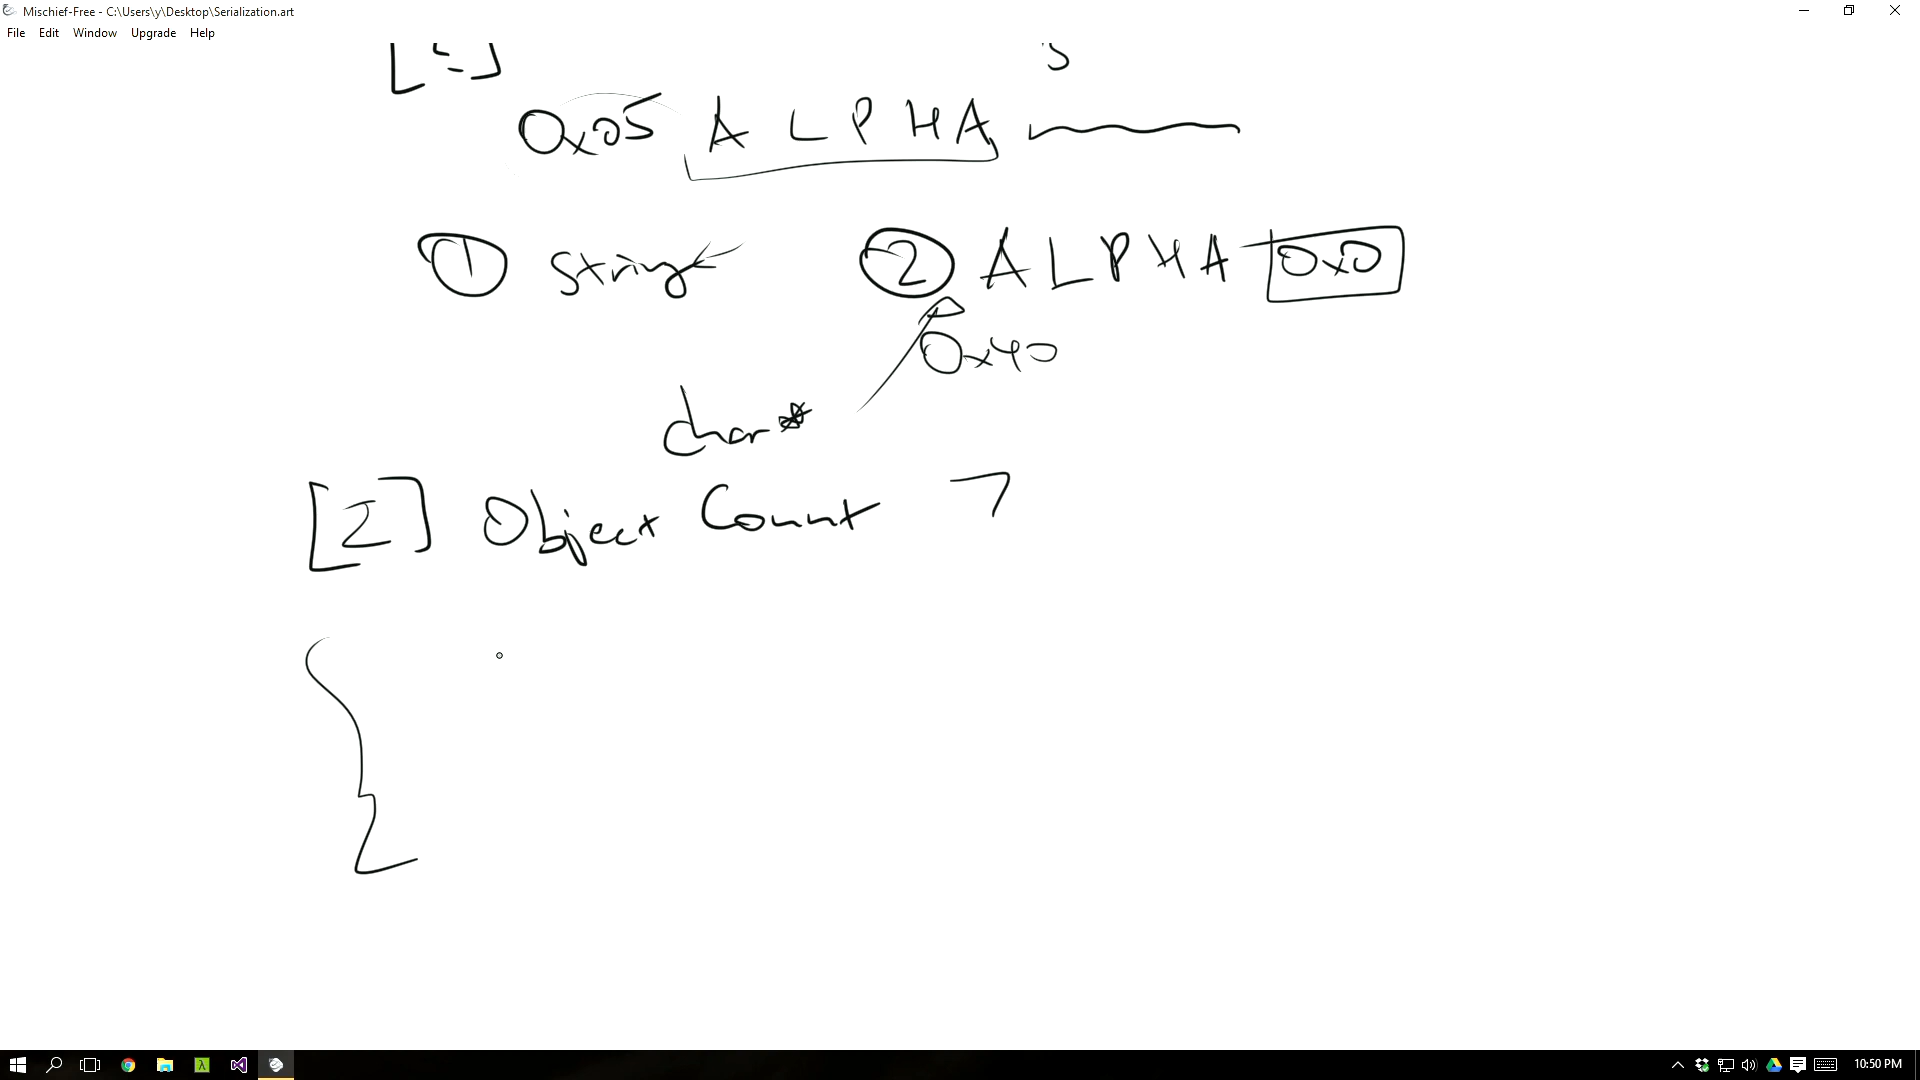 Mischief-Free - C:\Users\y\Desktop\Serialization.art
File Edit Window Upgrade Help
0x05 A L P H A
1 String 2 A L P H A 0x0
0x40
char*
[2] Object Count 7
10:50 PM